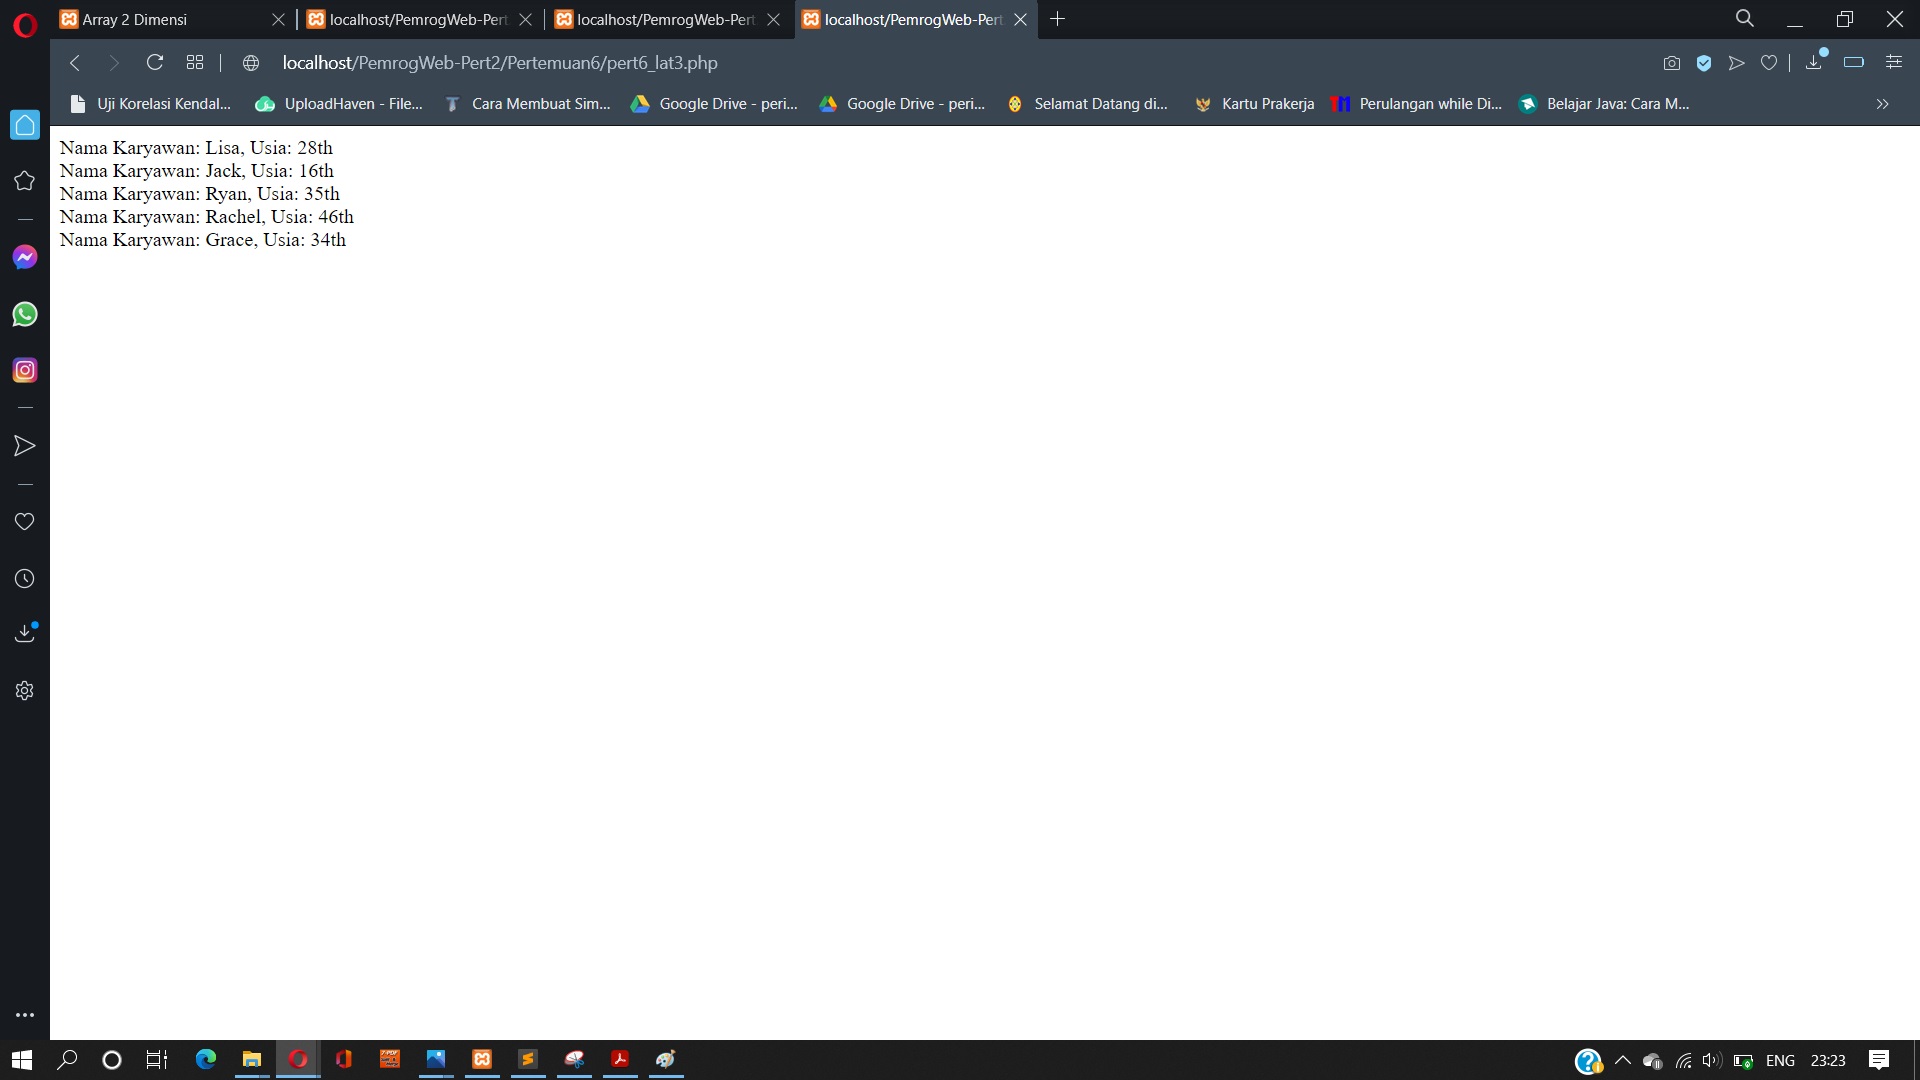 Array 2 Dimensi
localhost/PemrogWeb-Pert
localhost/PemrogWeb-Pert
localhost/PemrogWeb-Pert
localhost/PemrogWeb-Pert2/Pertemuan6/pert6_lat3.php
Uji Korelasi Kendal...
UploadHaven - File...
Cara Membuat Sim...
Google Drive - peri...
Google Drive - peri...
Selamat Datang di...
Kartu Prakerja
TM
Perulangan while Di...
Belajar Java: Cara M...
Nama Karyawan: Lisa, Usia: 28th
Nama Karyawan: Jack, Usia: 16th
Nama Karyawan: Ryan, Usia: 35th
Nama Karyawan: Rachel, Usia: 46th
Nama Karyawan: Grace, Usia: 34th
ENG
23:23